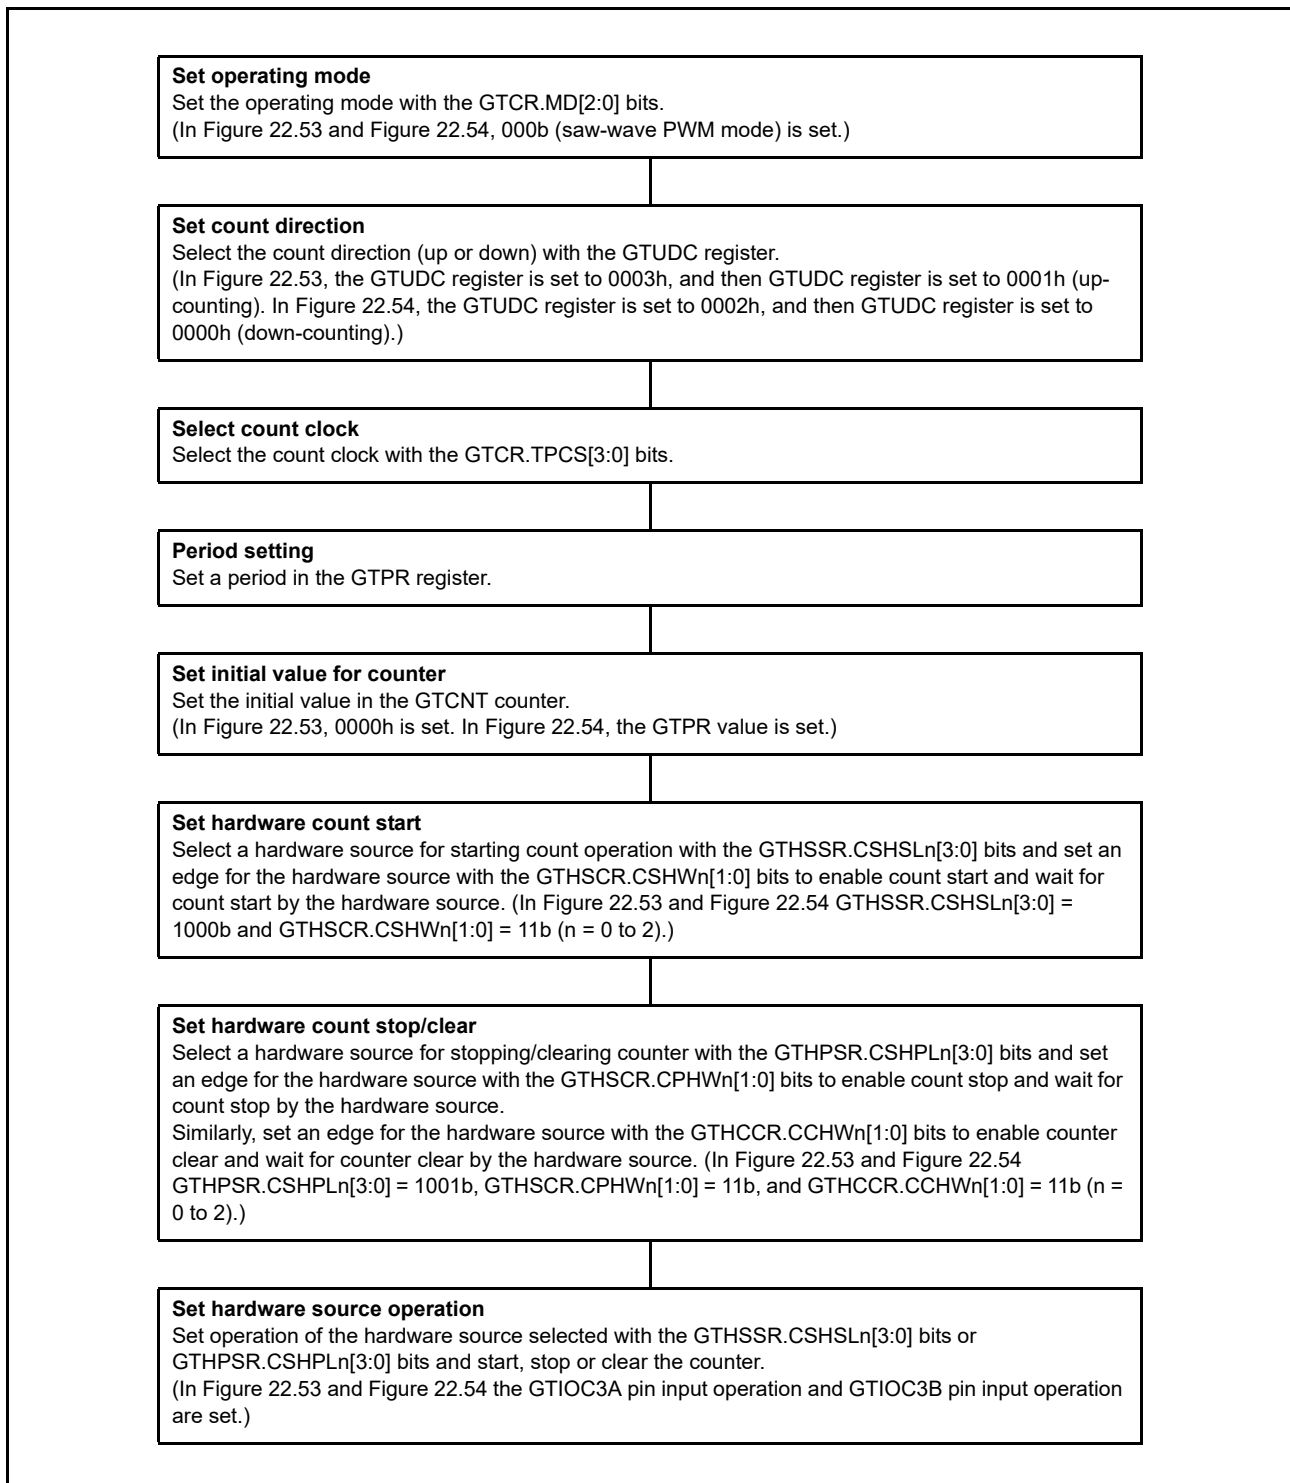 Set operating mode
Set the operating mode with the GTCR.MD[2:0] bits.
(In Figure 22.53 and Figure 22.54, 000b (saw-wave PWM mode) is set.)
Set count direction
Select the count direction (up or down) with the GTUDC register.
(In Figure 22.53, the GTUDC register is set to 0003h, and then GTUDC register is set to 0001h (up-
counting). In Figure 22.54, the GTUDC register is set to 0002h, and then GTUDC register is set to
0000h (down-counting).)
Select count clock
Select the count clock with the GTCR.TPCS[3:0] bits.
Period setting
Set a period in the GTPR register.
Set initial value for counter
Set the initial value in the GTCNT counter.
(In Figure 22.53, 0000h is set. In Figure 22.54, the GTPR value is set.)
Set hardware count start
Select a hardware source for starting count operation with the GTHSSR.CSHSLn[3:0] bits and set an
edge for the hardware source with the GTHSCR.CSHWn[1:0] bits to enable count start and wait for
count start by the hardware source. (In Figure 22.53 and Figure 22.54 GTHSSR.CSHSLn[3:0] =
1000b and GTHSCR.CSHWn[1:0] = 11b (n = 0 to 2).)
Set hardware count stop/clear
Select a hardware source for stopping/clearing counter with the GTHPSR.CSHPLn[3:0] bits and set
an edge for the hardware source with the GTHSCR.CPHWn[1:0] bits to enable count stop and wait for
count stop by the hardware source.
Similarly, set an edge for the hardware source with the GTHCCR.CCHWn[1:0] bits to enable counter
clear and wait for counter clear by the hardware source. (In Figure 22.53 and Figure 22.54
GTHPSR.CSHPLn[3:0] = 1001b, GTHSCR.CPHWn[1:0] = 11b, and GTHCCR.CCHWn[1:0] = 11b (n =
0 to 2).)
Set hardware source operation
Set operation of the hardware source selected with the GTHSSR.CSHSLn[3:0] bits or
GTHPSR.CSHPLn[3:0] bits and start, stop or clear the counter.
(In Figure 22.53 and Figure 22.54 the GTIOC3A pin input operation and GTIOC3B pin input operation
are set.)